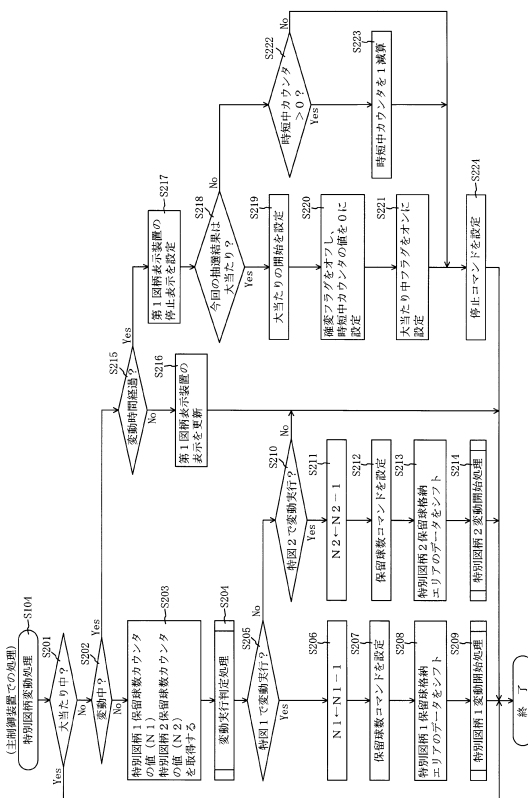 (主制御装置での処理)
特別図柄変動処理
S104
大当たり中?
S201
Yes
No
変動中?
S202
Yes
No
特別図柄1保留球数カウンタ
の値(N1)
特別図柄2保留球数カウンタ
の値(N2)
を取得する
S203
変動実行判定処理
S204
特図1で変動実行?
S205
No
Yes
N1←N1-1
S206
保留球数コマンドを設定
S207
特別図柄1保留球格納
エリアのデータをシフト
S208
特別図柄1変動開始処理
S209
特図2で変動実行?
S210
No
Yes
N2←N2-1
S211
保留球数コマンドを設定
S212
特別図柄2保留球格納
エリアのデータをシフト
S213
特別図柄2変動開始処理
S214
変動時間経過?
S215
Yes
No
第1図柄表示装置の
表示を更新
S216
第1図柄表示装置の
停止表示を設定
S217
今回の抽選結果は
大当たり?
S218
No
Yes
大当たりの開始を設定
S219
確変フラグをオフし、
時短中カウンタの値を0に
設定
S220
大当たり中フラグをオンに
設定
S221
時短中カウンタ
>0?
S222
No
Yes
時短中カウンタを1減算
S223
停止コマンドを設定
S224
終了